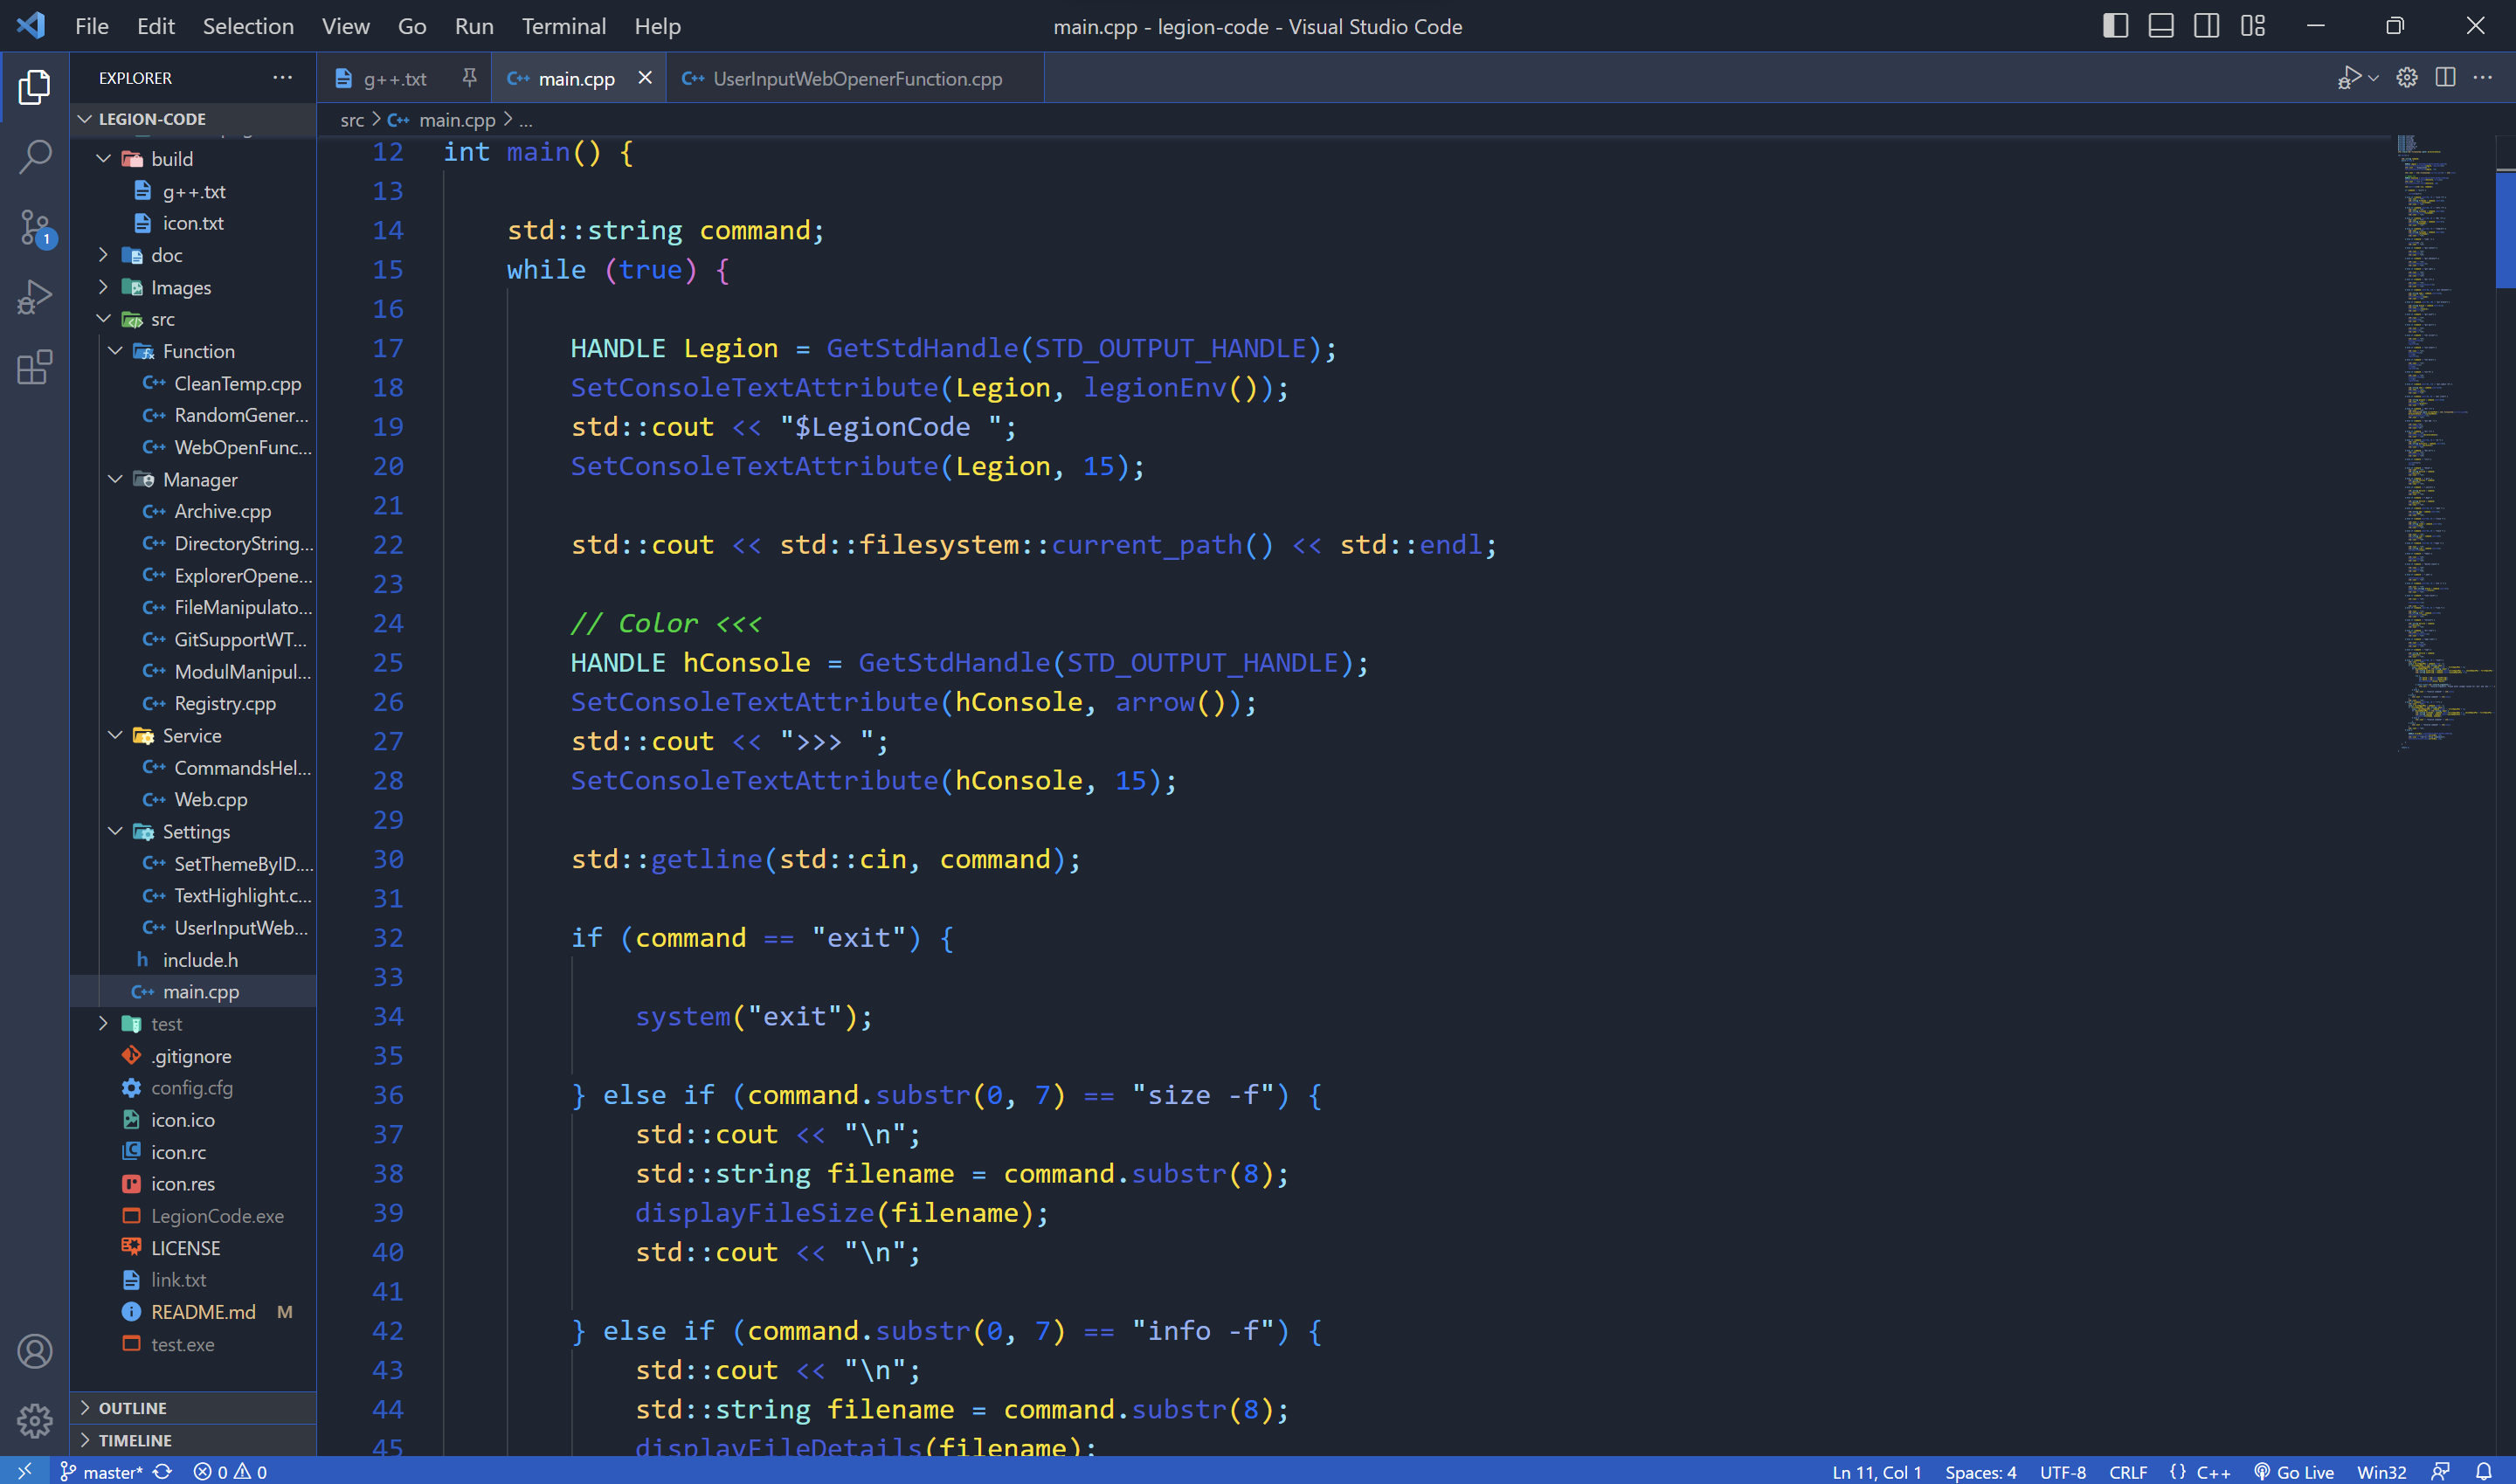 File Edit Selection View Go Run Terminal Help
main.cpp - legion-code - Visual Studio Code
EXPLORER
LEGION-CODE
build
g++.txt
icon.txt
doc
Images
src
Function
CleanTemp.cpp
RandomGener...
WebOpenFunc...
Manager
Archive.cpp
DirectoryString...
ExplorerOpene...
FileManipulato...
GitSupportWT...
ModulManipul...
Registry.cpp
Service
CommandsHel...
Web.cpp
Settings
SetThemeByID....
TextHighlight.c...
UserInputWeb...
include.h
main.cpp
test
.gitignore
config.cfg
icon.ico
icon.rc
icon.res
LegionCode.exe
LICENSE
link.txt
README.md M
test.exe
OUTLINE
TIMELINE
1
g++.txt main.cpp UserInputWebOpenerFunction.cpp
src > main.cpp > ...
12 int main() {
13
14 std::string command;
15 while (true) {
16
17 HANDLE Legion = GetStdHandle(STD_OUTPUT_HANDLE);
18 SetConsoleTextAttribute(Legion, legionEnv());
19 std::cout << "$LegionCode ";
20 SetConsoleTextAttribute(Legion, 15);
21
22 std::cout << std::filesystem::current_path() << std::endl;
23
24 // Color <<<
25 HANDLE hConsole = GetStdHandle(STD_OUTPUT_HANDLE);
26 SetConsoleTextAttribute(hConsole, arrow());
27 std::cout << ">>> ";
28 SetConsoleTextAttribute(hConsole, 15);
29
30 std::getline(std::cin, command);
31
32 if (command == "exit") {
33
34 system("exit");
35
36 } else if (command.substr(0, 7) == "size -f") {
37 std::cout << "\n";
38 std::string filename = command.substr(8);
39 displayFileSize(filename);
40 std::cout << "\n";
41
42 } else if (command.substr(0, 7) == "info -f") {
43 std::cout << "\n";
44 std::string filename = command.substr(8);
45 displayFileDetails(filename);
master* 0 0 Ln 11, Col 1 Spaces: 4 UTF-8 CRLF {} C++ Go Live Win32